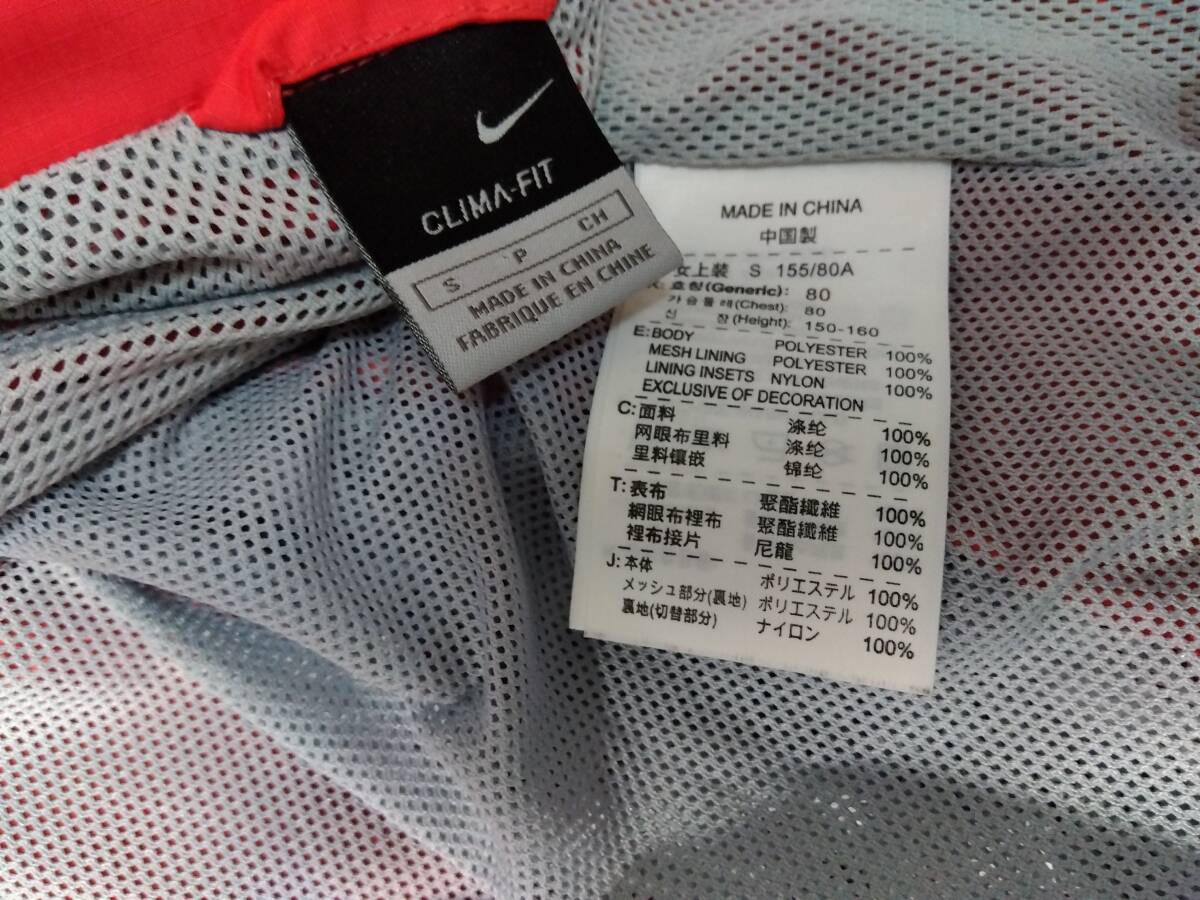 CLIMA-FIT
S P CH
MADE IN CHINA
FABRIQUE EN CHINE
MADE IN CHINA
中国製
女上装 S 155/80A
호칭(Generic): 80
가슴둘레(Chest): 80
신 장(Height): 150-160
E: BODY POLYESTER 100%
MESH LINING POLYESTER 100%
LINING INSETS NYLON 100%
EXCLUSIVE OF DECORATION
C: 面料 涤纶 100%
网眼布里料 涤纶 100%
里料镶嵌 锦纶 100%
T: 表布 聚酯纖維 100%
網眼布裡布 聚酯纖維 100%
裡布接片 尼龍 100%
J: 本体 ポリエステル 100%
メッシュ部分(裏地) ポリエステル 100%
裏地(切替部分) ナイロン 100%